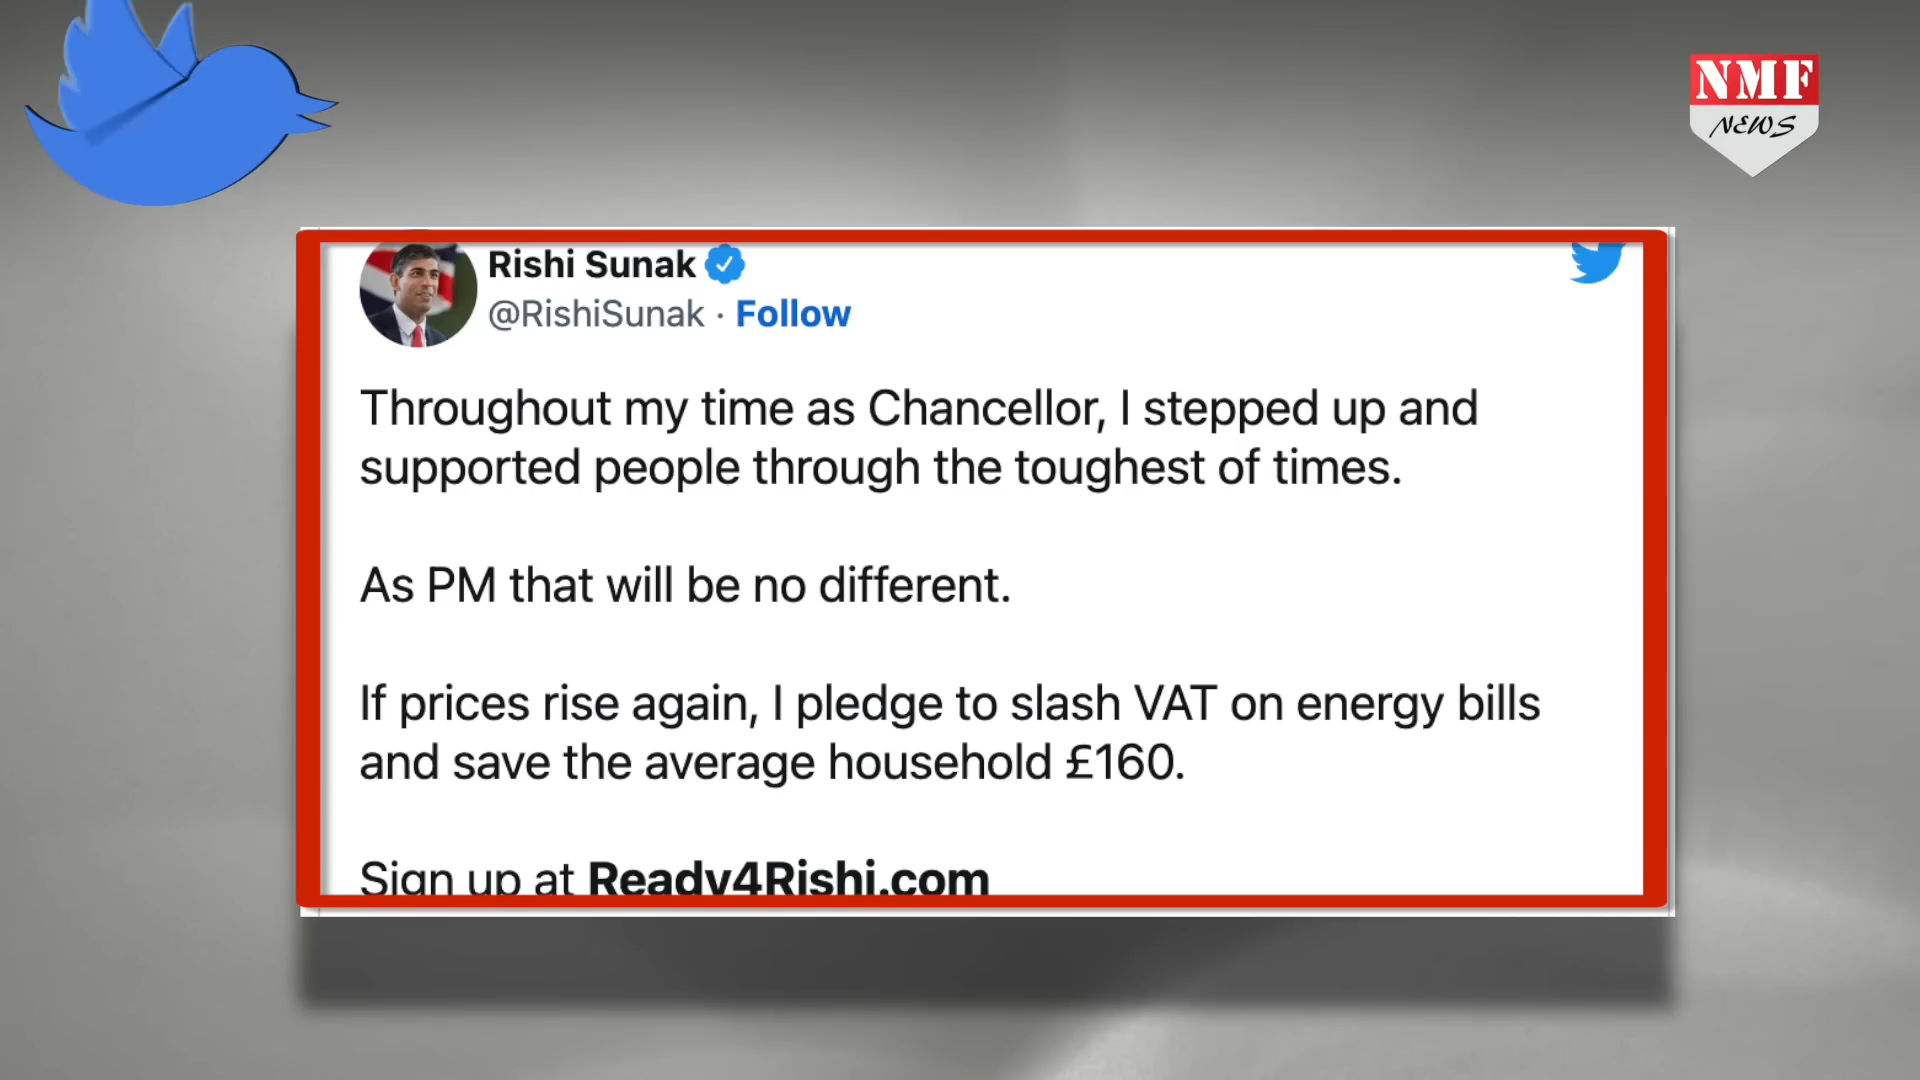 NMF
NEWS
Rishi Sunak
@RishiSunak · Follow
Throughout my time as Chancellor, I stepped up and
supported people through the toughest of times.
As PM that will be no different.
If prices rise again, I pledge to slash VAT on energy bills
and save the average household £160.
Sign up at Ready4Rishi.com